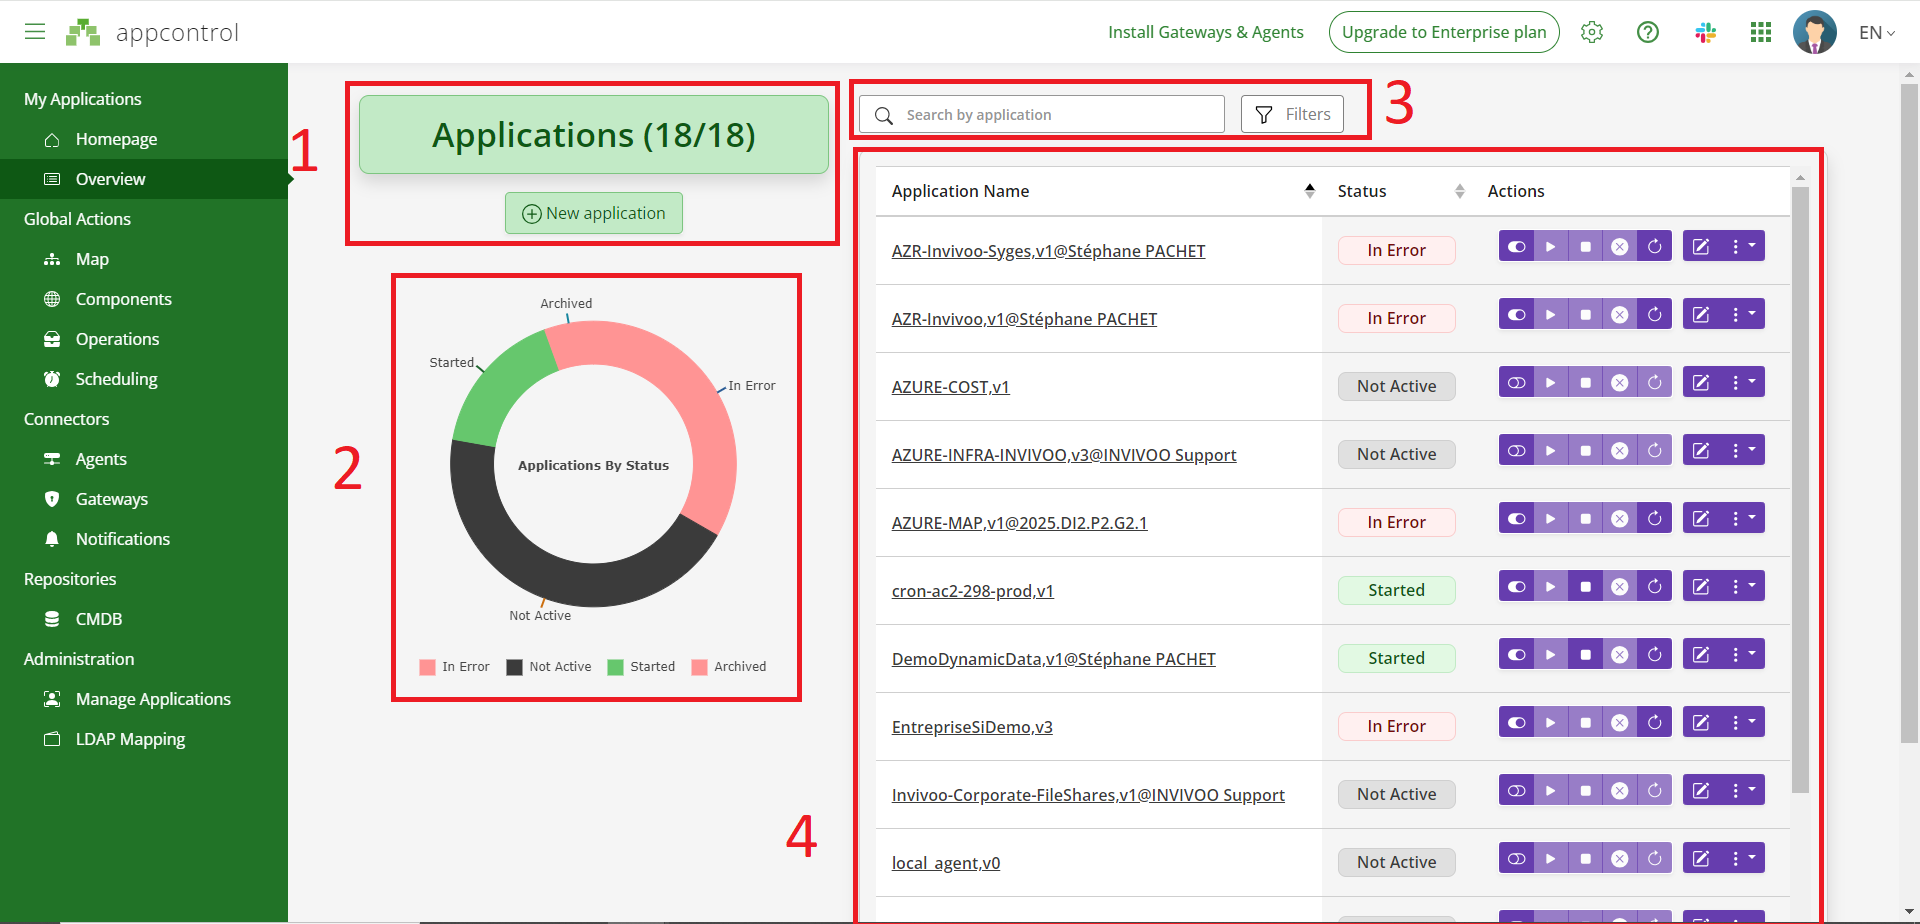 appcontrol
Install Gateways & Agents
Upgrade to Enterprise plan
EN
My Applications
Homepage
Overview
Global Actions
Map
Components
Operations
Scheduling
Connectors
Agents
Gateways
Notifications
Repositories
CMDB
Administration
Manage Applications
LDAP Mapping
1
Applications (18/18)
New application
2
Archived
Started
In Error
Applications By Status
Not Active
In Error Not Active Started Archived
3
Search by application Filters
4
Application Name Status Actions
AZR-Invivoo-Syges,v1@Stéphane PACHET In Error
AZR-Invivoo,v1@Stéphane PACHET In Error
AZURE-COST,v1 Not Active
AZURE-INFRA-INVIVOO,v3@INVIVOO Support Not Active
AZURE-MAP,v1@2025.DI2.P2.G2.1 In Error
cron-ac2-298-prod,v1 Started
DemoDynamicData,v1@Stéphane PACHET Started
EntrepriseSiDemo,v3 In Error
Invivoo-Corporate-FileShares,v1@INVIVOO Support Not Active
local_agent,v0 Not Active